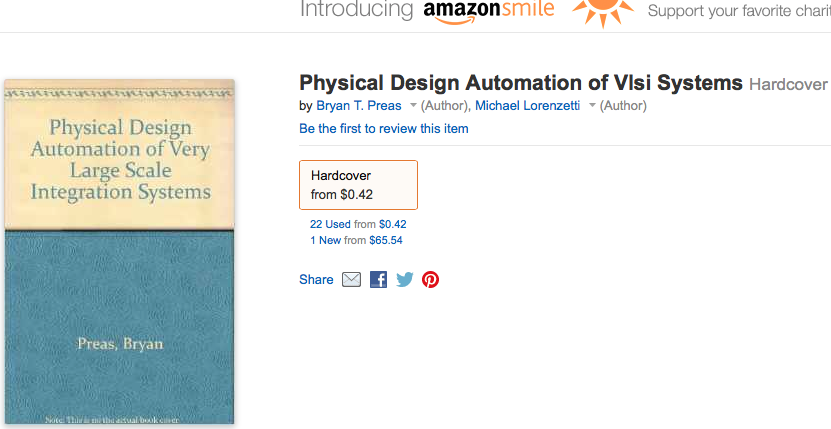 Introducing amazonsmile Support your favorite charit
Physical Design Automation of Vlsi Systems Hardcover
by Bryan T. Preas (Author), Michael Lorenzetti (Author)
Be the first to review this item
Hardcover
from $0.42
22 Used from $0.42
1 New from $65.54
Share
Physical Design
Automation of Very
Large Scale
Integration Systems
Preas, Bryan
Note: This is no the actual book cover